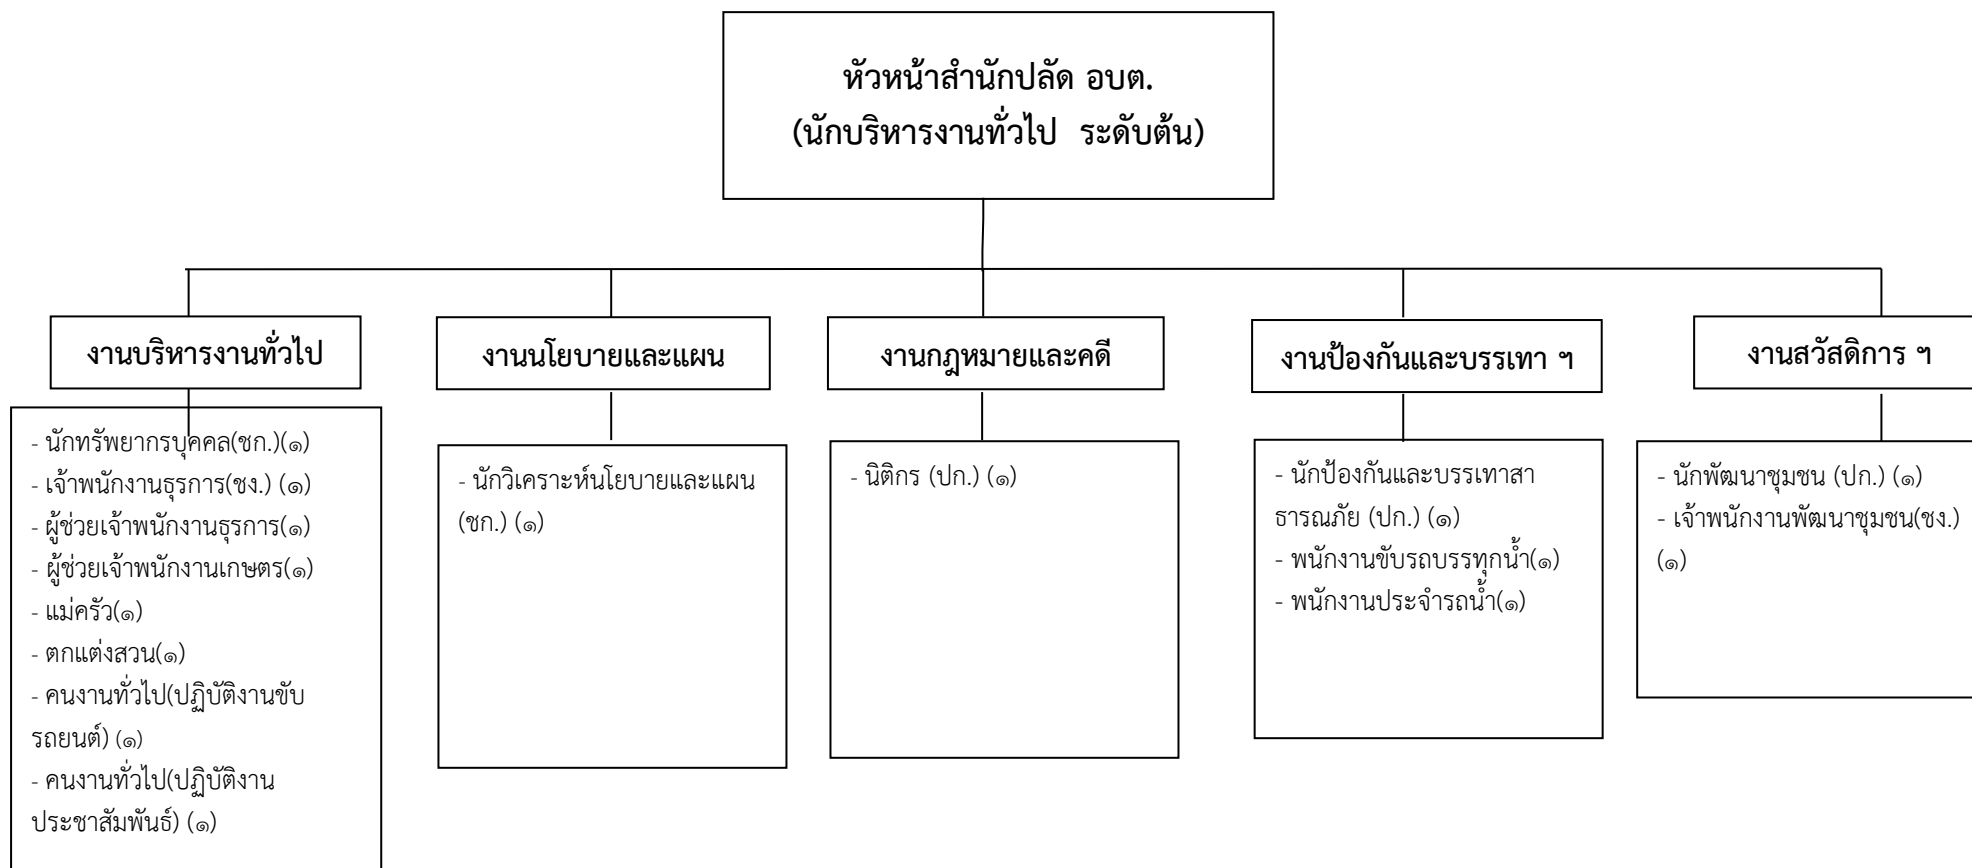 หัวหน้าสำนักปลัด อบต.
(นักบริหารงานทั่วไป ระดับต้น)
งานบริหารงานทั่วไป
- นักทรัพยากรบุคคล(ชก.)(๑)
- เจ้าพนักงานธุรการ(ชง.) (๑)
- ผู้ช่วยเจ้าพนักงานธุรการ(๑)
- ผู้ช่วยเจ้าพนักงานเกษตร(๑)
- แม่ครัว(๑)
- ตกแต่งสวน(๑)
- คนงานทั่วไป(ปฏิบัติงานขับ
รถยนต์) (๑)
- คนงานทั่วไป(ปฏิบัติงาน
ประชาสัมพันธ์) (๑)
งานนโยบายและแผน
- นักวิเคราะห์นโยบายและแผน
(ชก.) (๑)
งานกฎหมายและคดี
- นิติกร (ปก.) (๑)
งานป้องกันและบรรเทา ฯ
- นักป้องกันและบรรเทาสา
ธารณภัย (ปก.) (๑)
- พนักงานขับรถบรรทุกน้ำ(๑)
- พนักงานประจำรถน้ำ(๑)
งานสวัสดิการ ฯ
- นักพัฒนาชุมชน (ปก.) (๑)
- เจ้าพนักงานพัฒนาชุมชน(ชง.)
(๑)